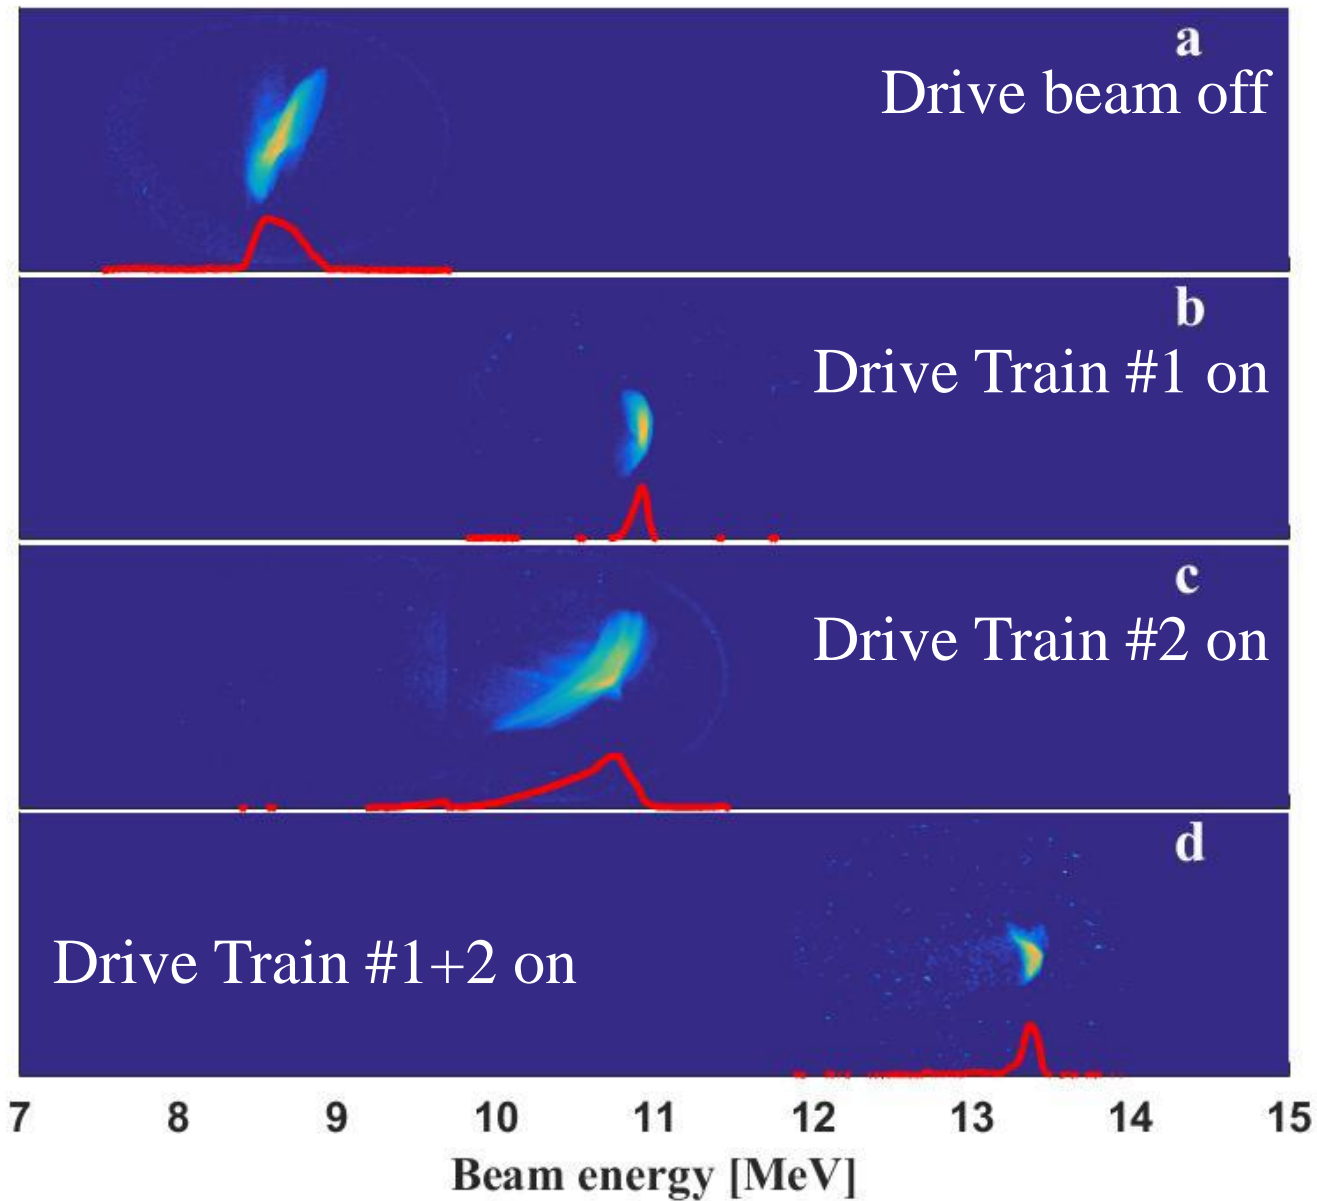 a
Drive beam off
b
Drive Train #1 on
c
Drive Train #2 on
d
Drive Train #1+2 on
7 8 9 10 11 12 13 14 15
Beam energy [MeV]